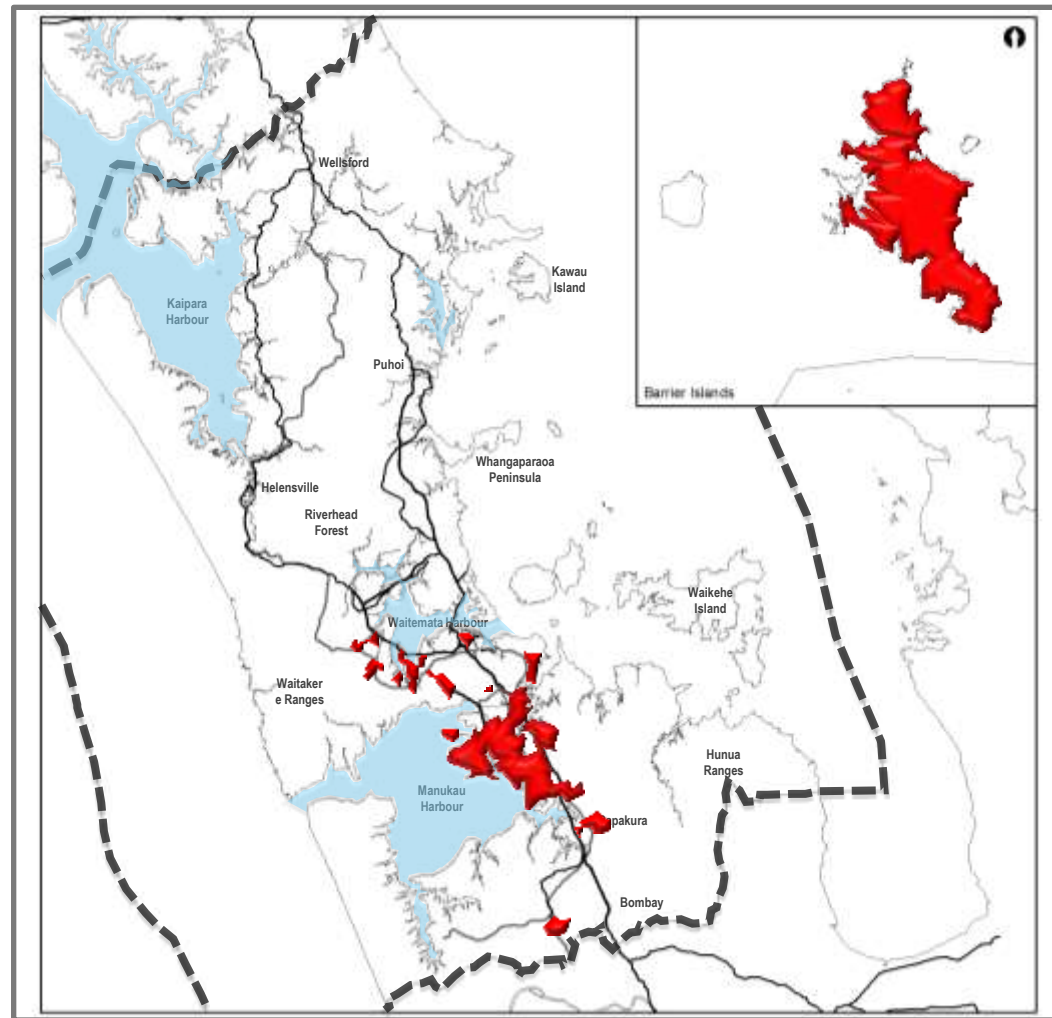 Wellsford
Kawau
Island
Kaipara
Harbour
Puhoi
Barrier Islands
Whangaparaoa
Peninsula
Helensville
Riverhead
Forest
Waikehe
Island
Waitemata Harbour
Waitaker
e Ranges
Hunua
Ranges
Manukau
Harbour
pakura
Bombay